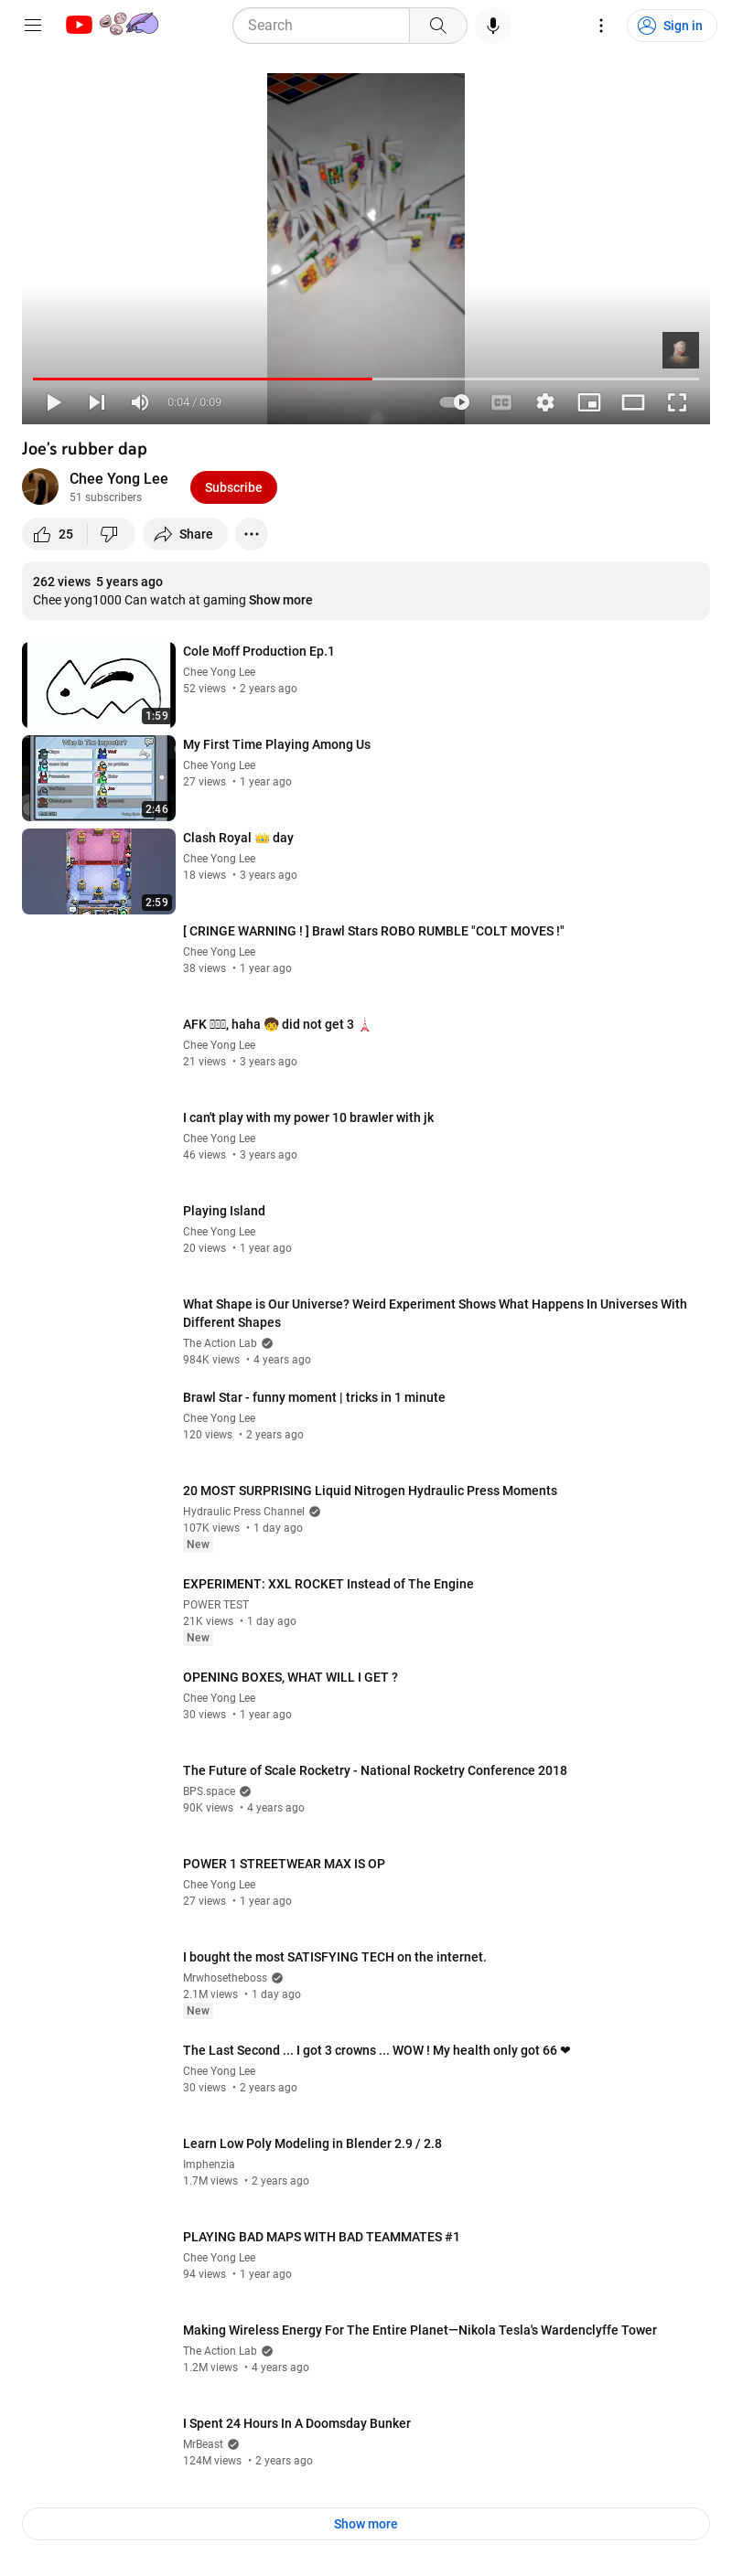 Search
Sign in
0:04 / 0:09
CC
Joe's rubber dap
Chee Yong Lee
51 subscribers
Subscribe
25
Share
262 views 5 years ago
Chee yong1000 Can watch at gaming Show more
Cole Moff Production Ep.1
Chee Yong Lee
52 views • 2 years ago
1:59
My First Time Playing Among Us
Chee Yong Lee
27 views • 1 year ago
Who Is The Impostor?
2:46
Clash Royal 👑 day
Chee Yong Lee
18 views • 3 years ago
2:59
[ CRINGE WARNING ! ] Brawl Stars ROBO RUMBLE "COLT MOVES !"
Chee Yong Lee
38 views • 1 year ago
AFK , haha 🧒 did not get 3 🗼
Chee Yong Lee
21 views • 3 years ago
I can't play with my power 10 brawler with jk
Chee Yong Lee
46 views • 3 years ago
Playing Island
Chee Yong Lee
20 views • 1 year ago
What Shape is Our Universe? Weird Experiment Shows What Happens In Universes With
Different Shapes
The Action Lab
984K views • 4 years ago
Brawl Star - funny moment | tricks in 1 minute
Chee Yong Lee
120 views • 2 years ago
20 MOST SURPRISING Liquid Nitrogen Hydraulic Press Moments
Hydraulic Press Channel
107K views • 1 day ago
New
EXPERIMENT: XXL ROCKET Instead of The Engine
POWER TEST
21K views • 1 day ago
New
OPENING BOXES, WHAT WILL I GET ?
Chee Yong Lee
30 views • 1 year ago
The Future of Scale Rocketry - National Rocketry Conference 2018
BPS.space
90K views • 4 years ago
POWER 1 STREETWEAR MAX IS OP
Chee Yong Lee
27 views • 1 year ago
I bought the most SATISFYING TECH on the internet.
Mrwhosetheboss
2.1M views • 1 day ago
New
The Last Second ... I got 3 crowns ... WOW ! My health only got 66 ❤
Chee Yong Lee
30 views • 2 years ago
Learn Low Poly Modeling in Blender 2.9 / 2.8
Imphenzia
1.7M views • 2 years ago
PLAYING BAD MAPS WITH BAD TEAMMATES #1
Chee Yong Lee
94 views • 1 year ago
Making Wireless Energy For The Entire Planet—Nikola Tesla's Wardenclyffe Tower
The Action Lab
1.2M views • 4 years ago
I Spent 24 Hours In A Doomsday Bunker
MrBeast
124M views • 2 years ago
Show more